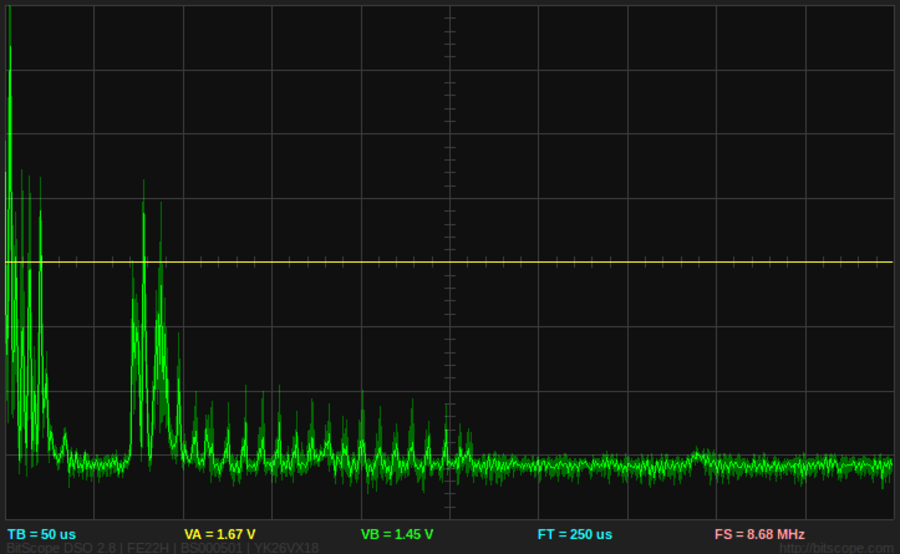 TB = 50 us VA = 1.67 V VB = 1.45 V FT = 250 us FS = 8.68 MHz
BitScope DSO 2.8 | FE22H | BS000501 | YK26VX18 http://bitscope.com